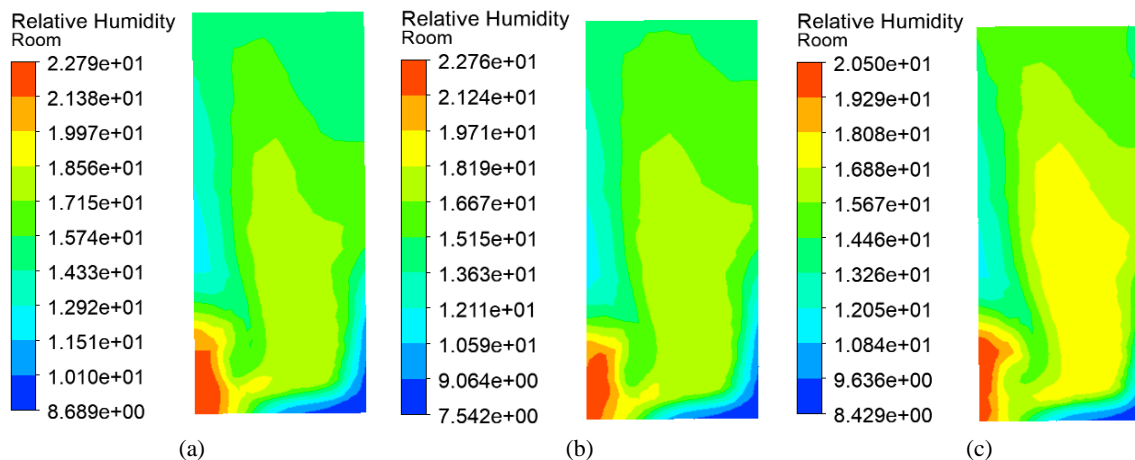 Relative Humidity
Room
2.279e+01
2.138e+01
1.997e+01
1.856e+01
1.715e+01
1.574e+01
1.433e+01
1.292e+01
1.151e+01
1.010e+01
8.689e+00
(a)
Relative Humidity
Room
2.276e+01
2.124e+01
1.971e+01
1.819e+01
1.667e+01
1.515e+01
1.363e+01
1.211e+01
1.059e+01
9.064e+00
7.542e+00
(b)
Relative Humidity
Room
2.050e+01
1.929e+01
1.808e+01
1.688e+01
1.567e+01
1.446e+01
1.326e+01
1.205e+01
1.084e+01
9.636e+00
8.429e+00
(c)